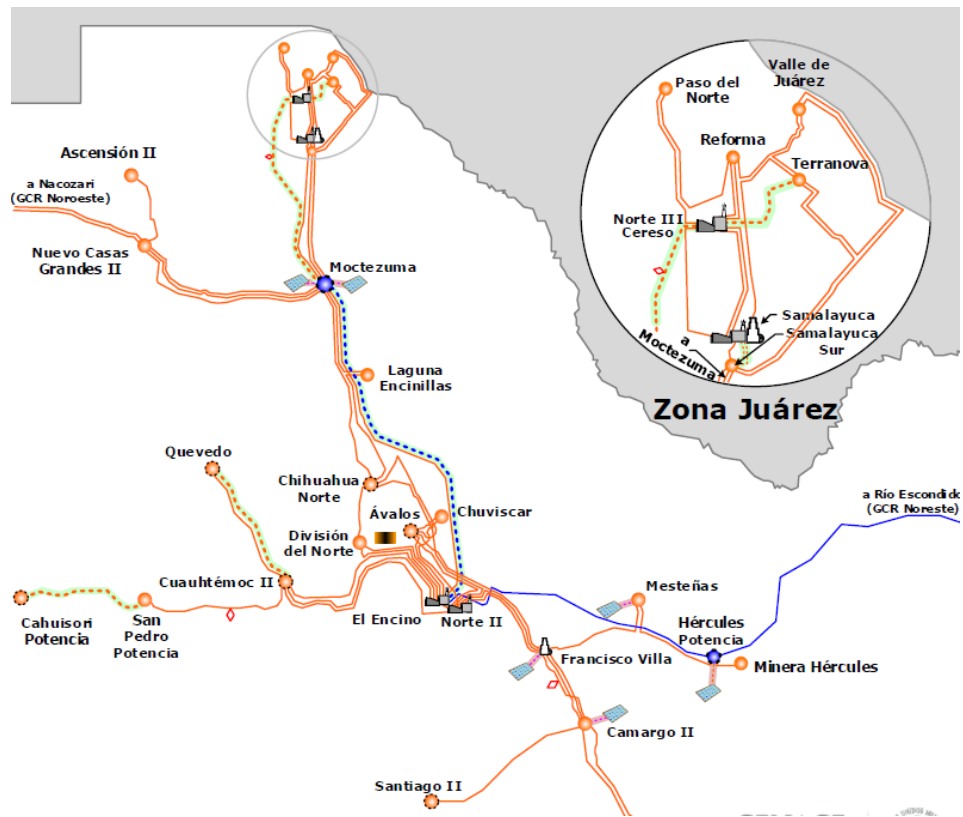 Valle de
Juárez
Paso del
Norte
Reforma
Terranova
Norte III
Cereso
Samalayuca
Samalayuca
Sur
a
Moctezuma
Zona Juárez
Ascensión II
a Nacozari
(GCR Noroeste)
Nuevo Casas
Grandes II
Moctezuma
Laguna
Encinillas
Quevedo
Chihuahua
Norte
Ávalos
Chuviscar
División
del Norte
a Río Escondido
(GCR Noreste)
Cuauhtémoc II
Cahuisori
Potencia
San
Pedro
Potencia
El Encino
Norte II
Mesteñas
Hércules
Potencia
Francisco Villa
Minera Hércules
Camargo II
Santiago II